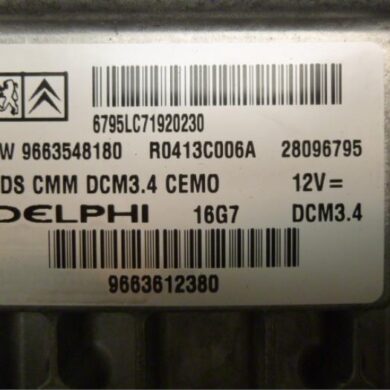 6795LC71920230
W 9663548180 R0413C006A 28096795
DS CMM DCM3.4 CEMO 12V=
DELPHI 16G7 DCM3.4
9663612380